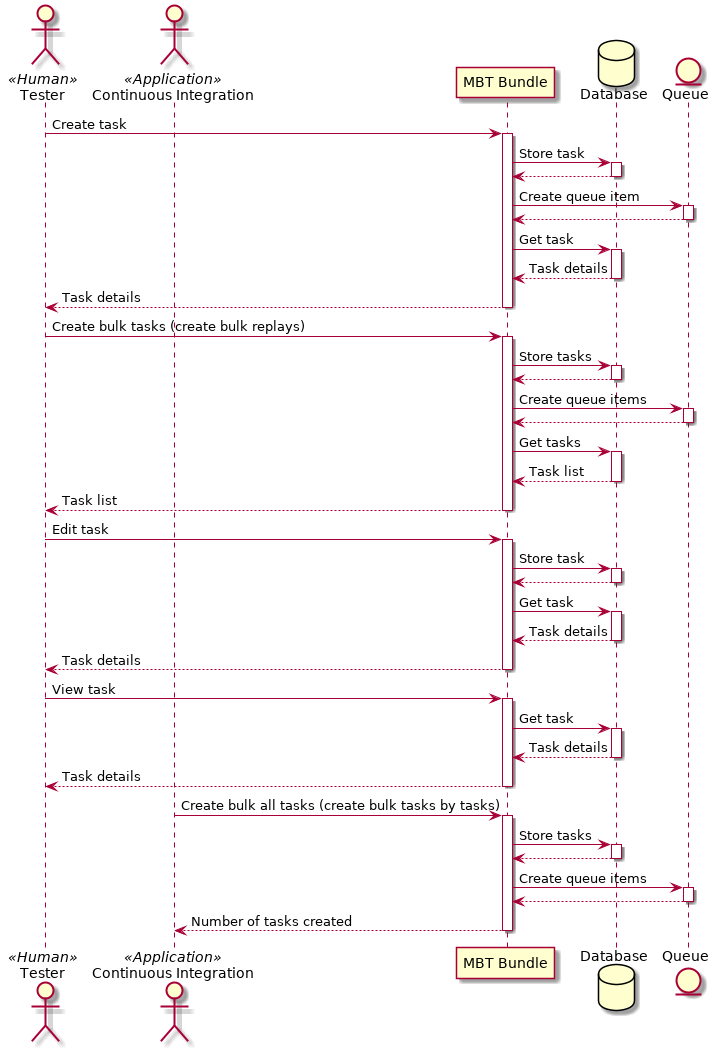 «Human»
Tester
«Application»
Continuous Integration
MBT Bundle
Database
Queue
Create task
Store task
Create queue item
Get task
Task details
Task details
Create bulk tasks (create bulk replays)
Store tasks
Create queue items
Get tasks
Task list
Task list
Edit task
Store task
Get task
Task details
Task details
View task
Get task
Task details
Task details
Create bulk all tasks (create bulk tasks by tasks)
Store tasks
Create queue items
Number of tasks created
«Human»
Tester
«Application»
Continuous Integration
MBT Bundle
Database
Queue